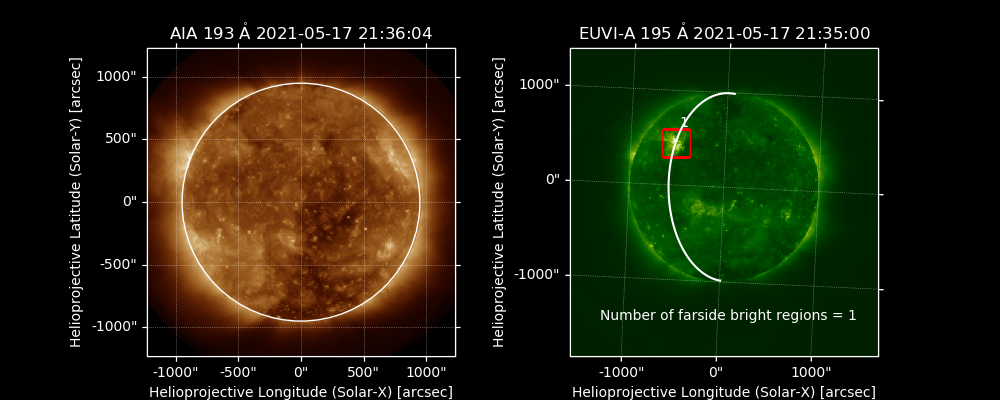 AIA 193 Å 2021-05-17 21:36:04
Helioprojective Latitude (Solar-Y) [arcsec]
1000"
500"
0"
-500"
-1000"
-1000" -500" 0" 500" 1000"
Helioprojective Longitude (Solar-X) [arcsec]
EUVI-A 195 Å 2021-05-17 21:35:00
Helioprojective Latitude (Solar-Y) [arcsec]
1000"
0"
-1000"
1
Number of farside bright regions = 1
-1000" 0" 1000"
Helioprojective Longitude (Solar-X) [arcsec]